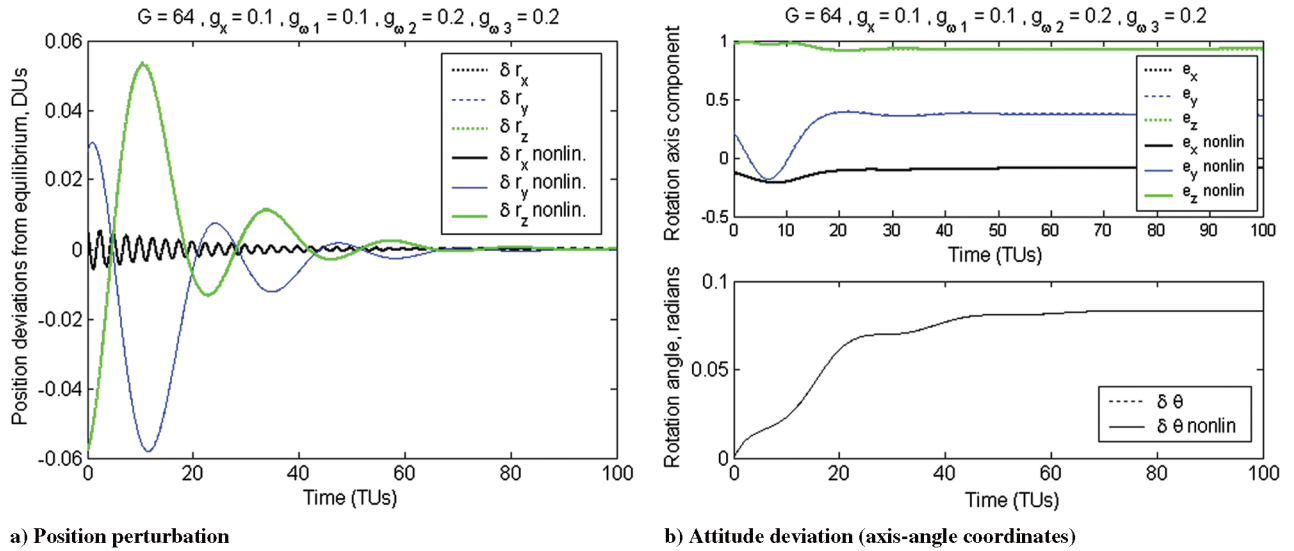 G = 64 , g_x = 0.1 , g_ω1 = 0.1 , g_ω2 = 0.2 , g_ω3 = 0.2
0.06
0.04
0.02
0
-0.02
-0.04
-0.06
Position deviations from equilibrium, DUs
δ r_x
δ r_y
δ r_z
δ r_x nonlin.
δ r_y nonlin.
δ r_z nonlin.
0 20 40 60 80 100
Time (TUs)
a) Position perturbation
G = 64 , g_x = 0.1 , g_ω1 = 0.1 , g_ω2 = 0.2 , g_ω3 = 0.2
1
0.5
0
-0.5
Rotation axis component
e_x
e_y
e_z
e_x nonlin
e_y nonlin
e_z nonlin
0 10 20 30 40 50 60 70 80 90 100
Time (TUs)
0.1
0.05
0
Rotation angle, radians
δ θ
δ θ nonlin
0 20 40 60 80 100
Time (TUs)
b) Attitude deviation (axis-angle coordinates)